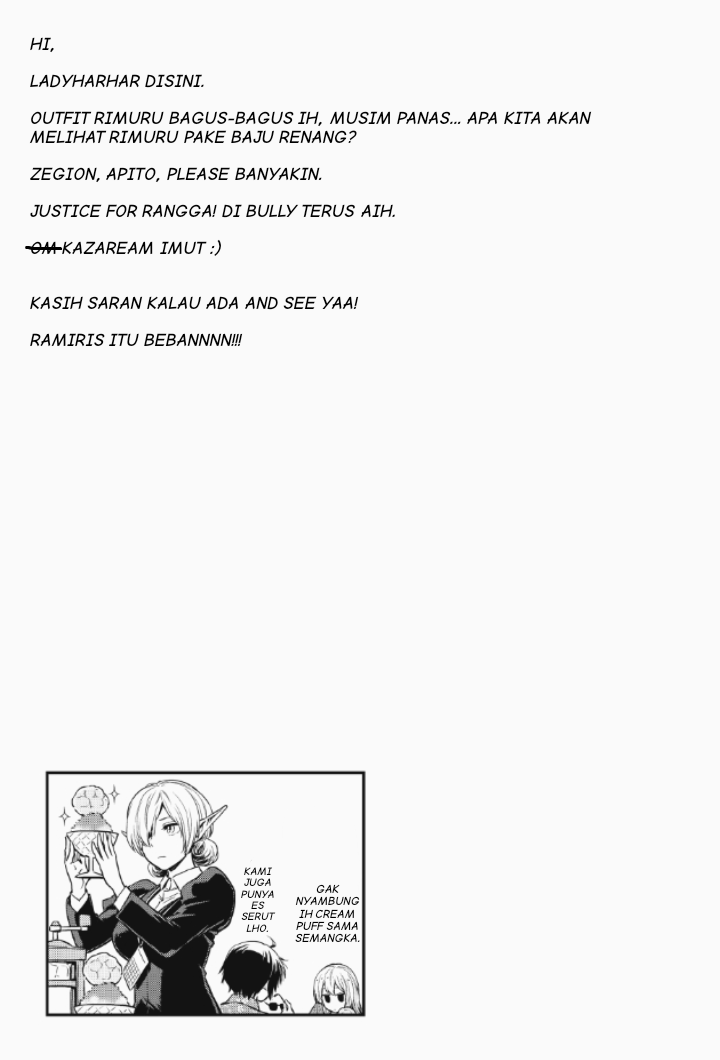 HI,
LADYHARHAR DISINI.
OUTFIT RIMURU BAGUS-BAGUS IH, MUSIM PANAS... APA KITA AKAN
MELIHAT RIMURU PAKE BAJU RENANG?
ZEGION, APITO, PLEASE BANYAKIN.
JUSTICE FOR RANGGA! DI BULLY TERUS AIH.
OM KAZAREAM IMUT :)
KASIH SARAN KALAU ADA AND SEE YAA!
RAMIRIS ITU BEBANNNN!!!
GAK
NYAMBUNG
IH CREAM
PUFF SAMA
SEMANGKA.
KAMI
JUGA
PUNYA
ES
SERUT
LHO.